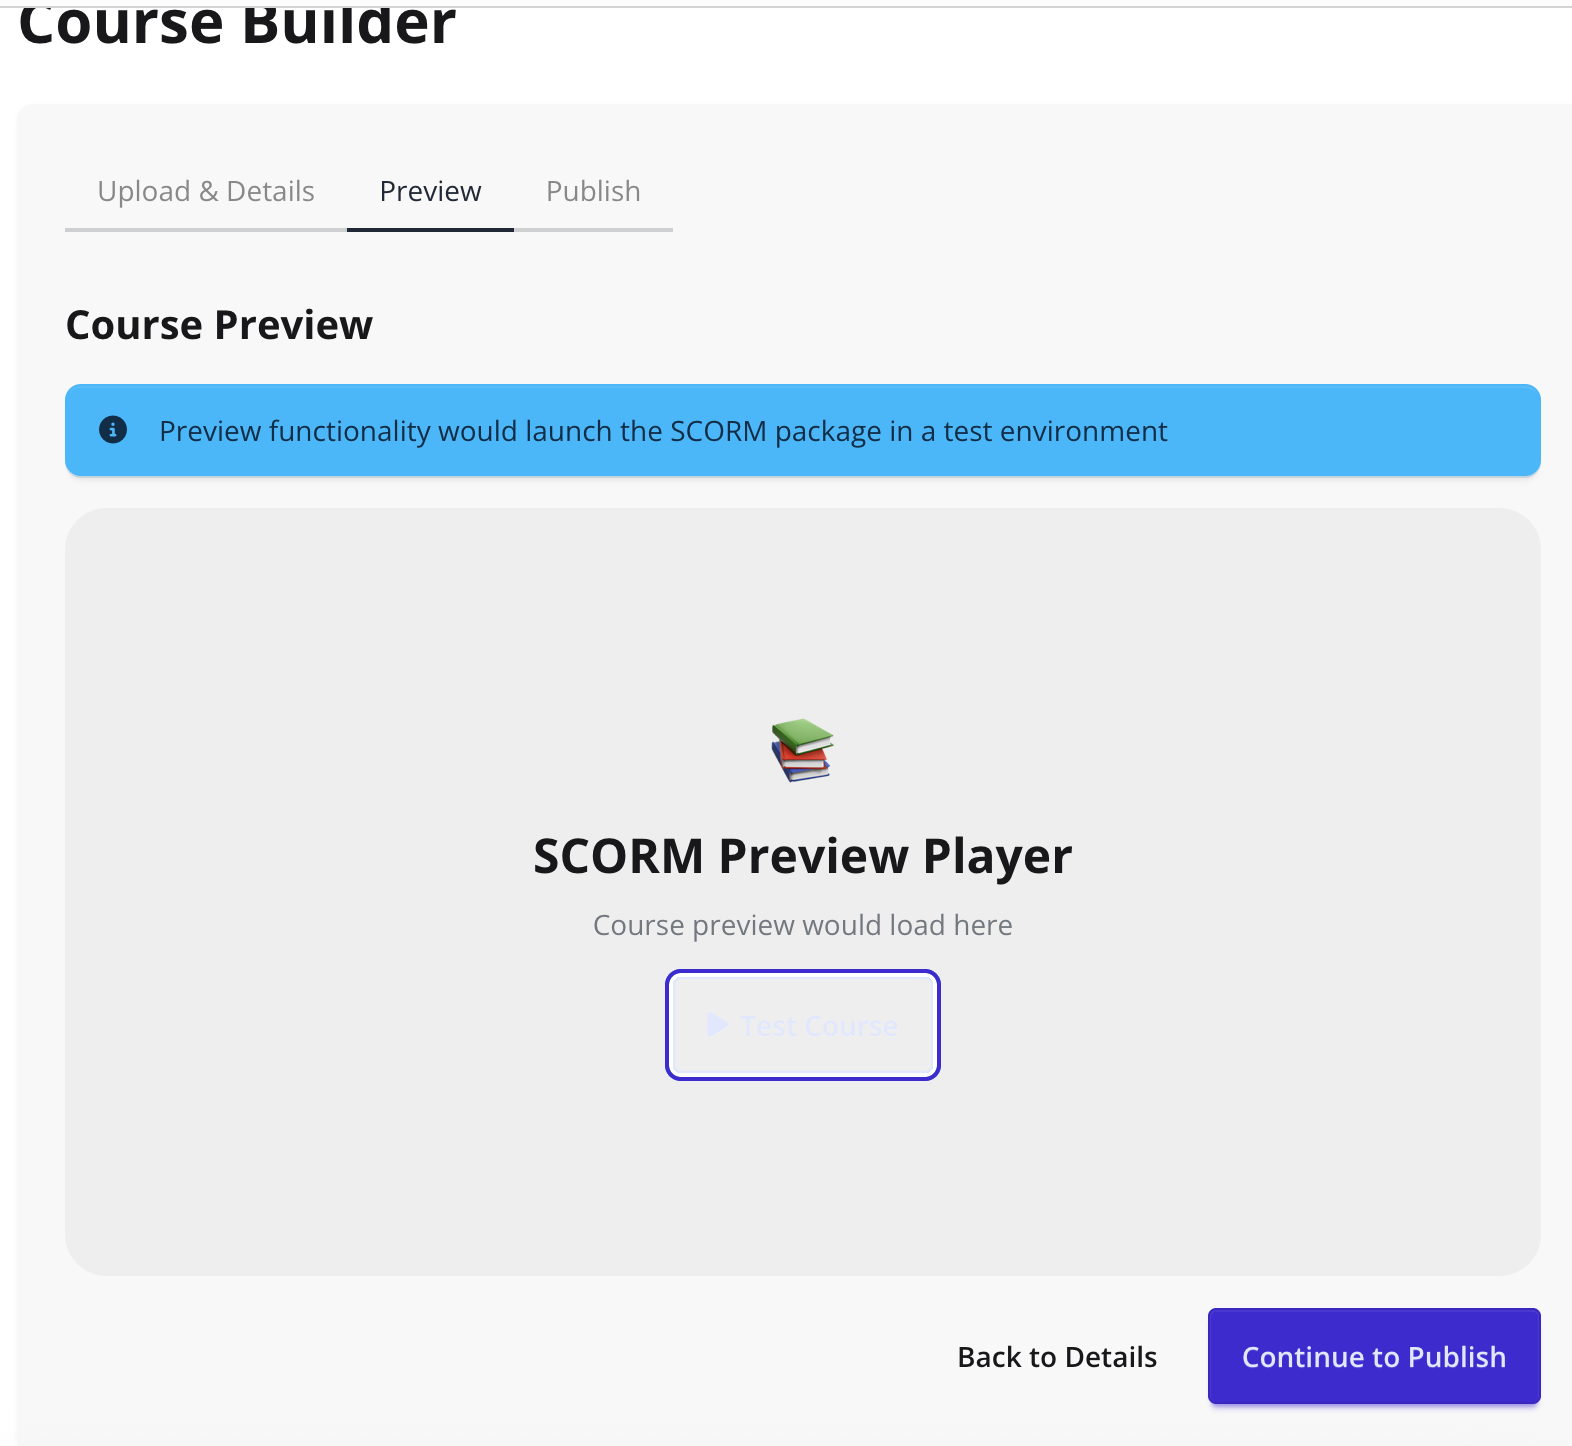 Course Builder
Upload & Details
Preview
Publish
Course Preview
Preview functionality would launch the SCORM package in a test environment
SCORM Preview Player
Course preview would load here
Test Course
Back to Details
Continue to Publish